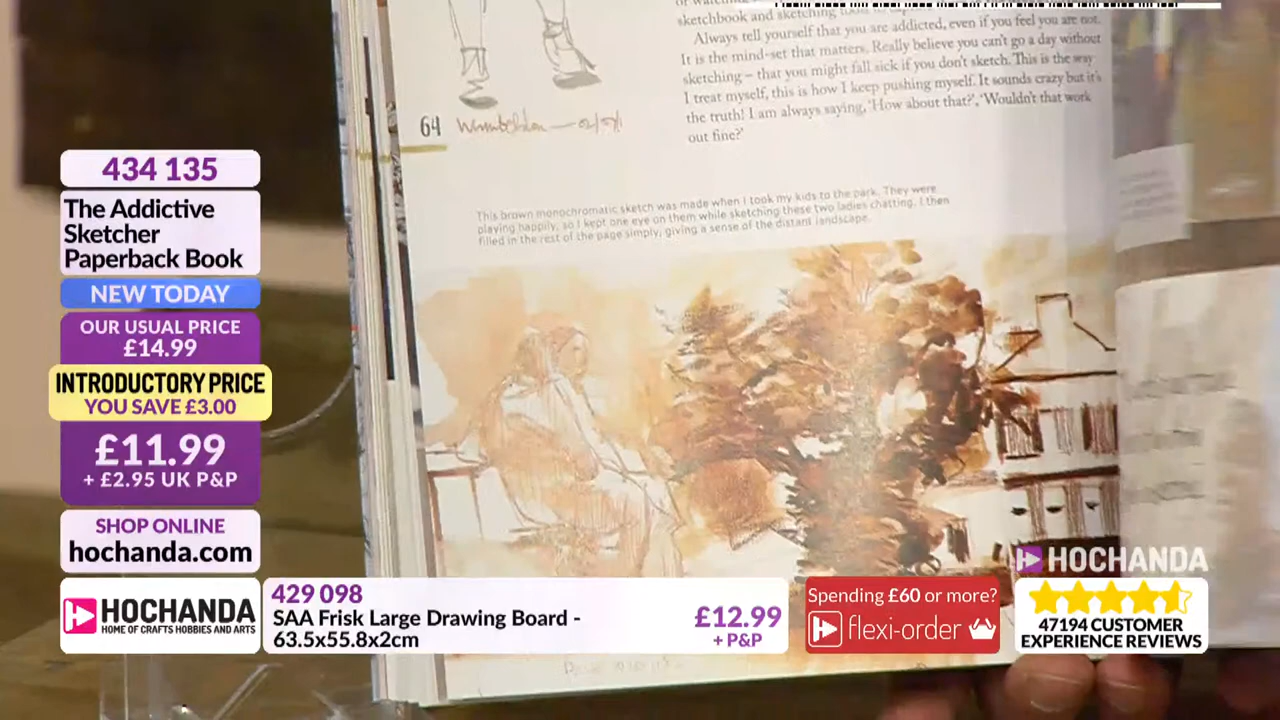 sketchbook and sketching
Always tell yourself that you are addicted, even if you feel you are not.
It is the mind-set that matters. Really believe you can't go a day without
sketching – that you might fall sick if you don't sketch. This is the way
I treat myself, this is how I keep pushing myself. It sounds crazy but it's
the truth! I am always saying, 'How about that?', 'Wouldn't that work
out fine?'
64
This brown monochromatic sketch was made when I took my kids to the park. They were
playing happily, so I kept one eye on them while sketching these two ladies chatting. I then
filled in the rest of the page simply, giving a sense of the distant landscape.
434 135
The Addictive
Sketcher
Paperback Book
NEW TODAY
OUR USUAL PRICE
£14.99
INTRODUCTORY PRICE
YOU SAVE £3.00
£11.99
+ £2.95 UK P&P
SHOP ONLINE
hochanda.com
HOCHANDA
HOME OF CRAFTS HOBBIES AND ARTS
429 098
SAA Frisk Large Drawing Board -
63.5x55.8x2cm
£12.99
+ P&P
Spending £60 or more?
flexi-order
HOCHANDA
47194 CUSTOMER
EXPERIENCE REVIEWS